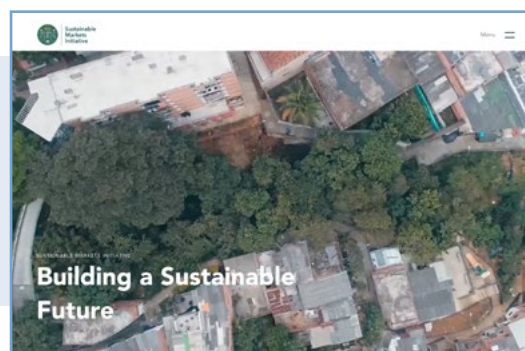 Sustainable
Markets
Initiative
Menu
SUSTAINABLE MARKETS INITIATIVE
Building a Sustainable
Future